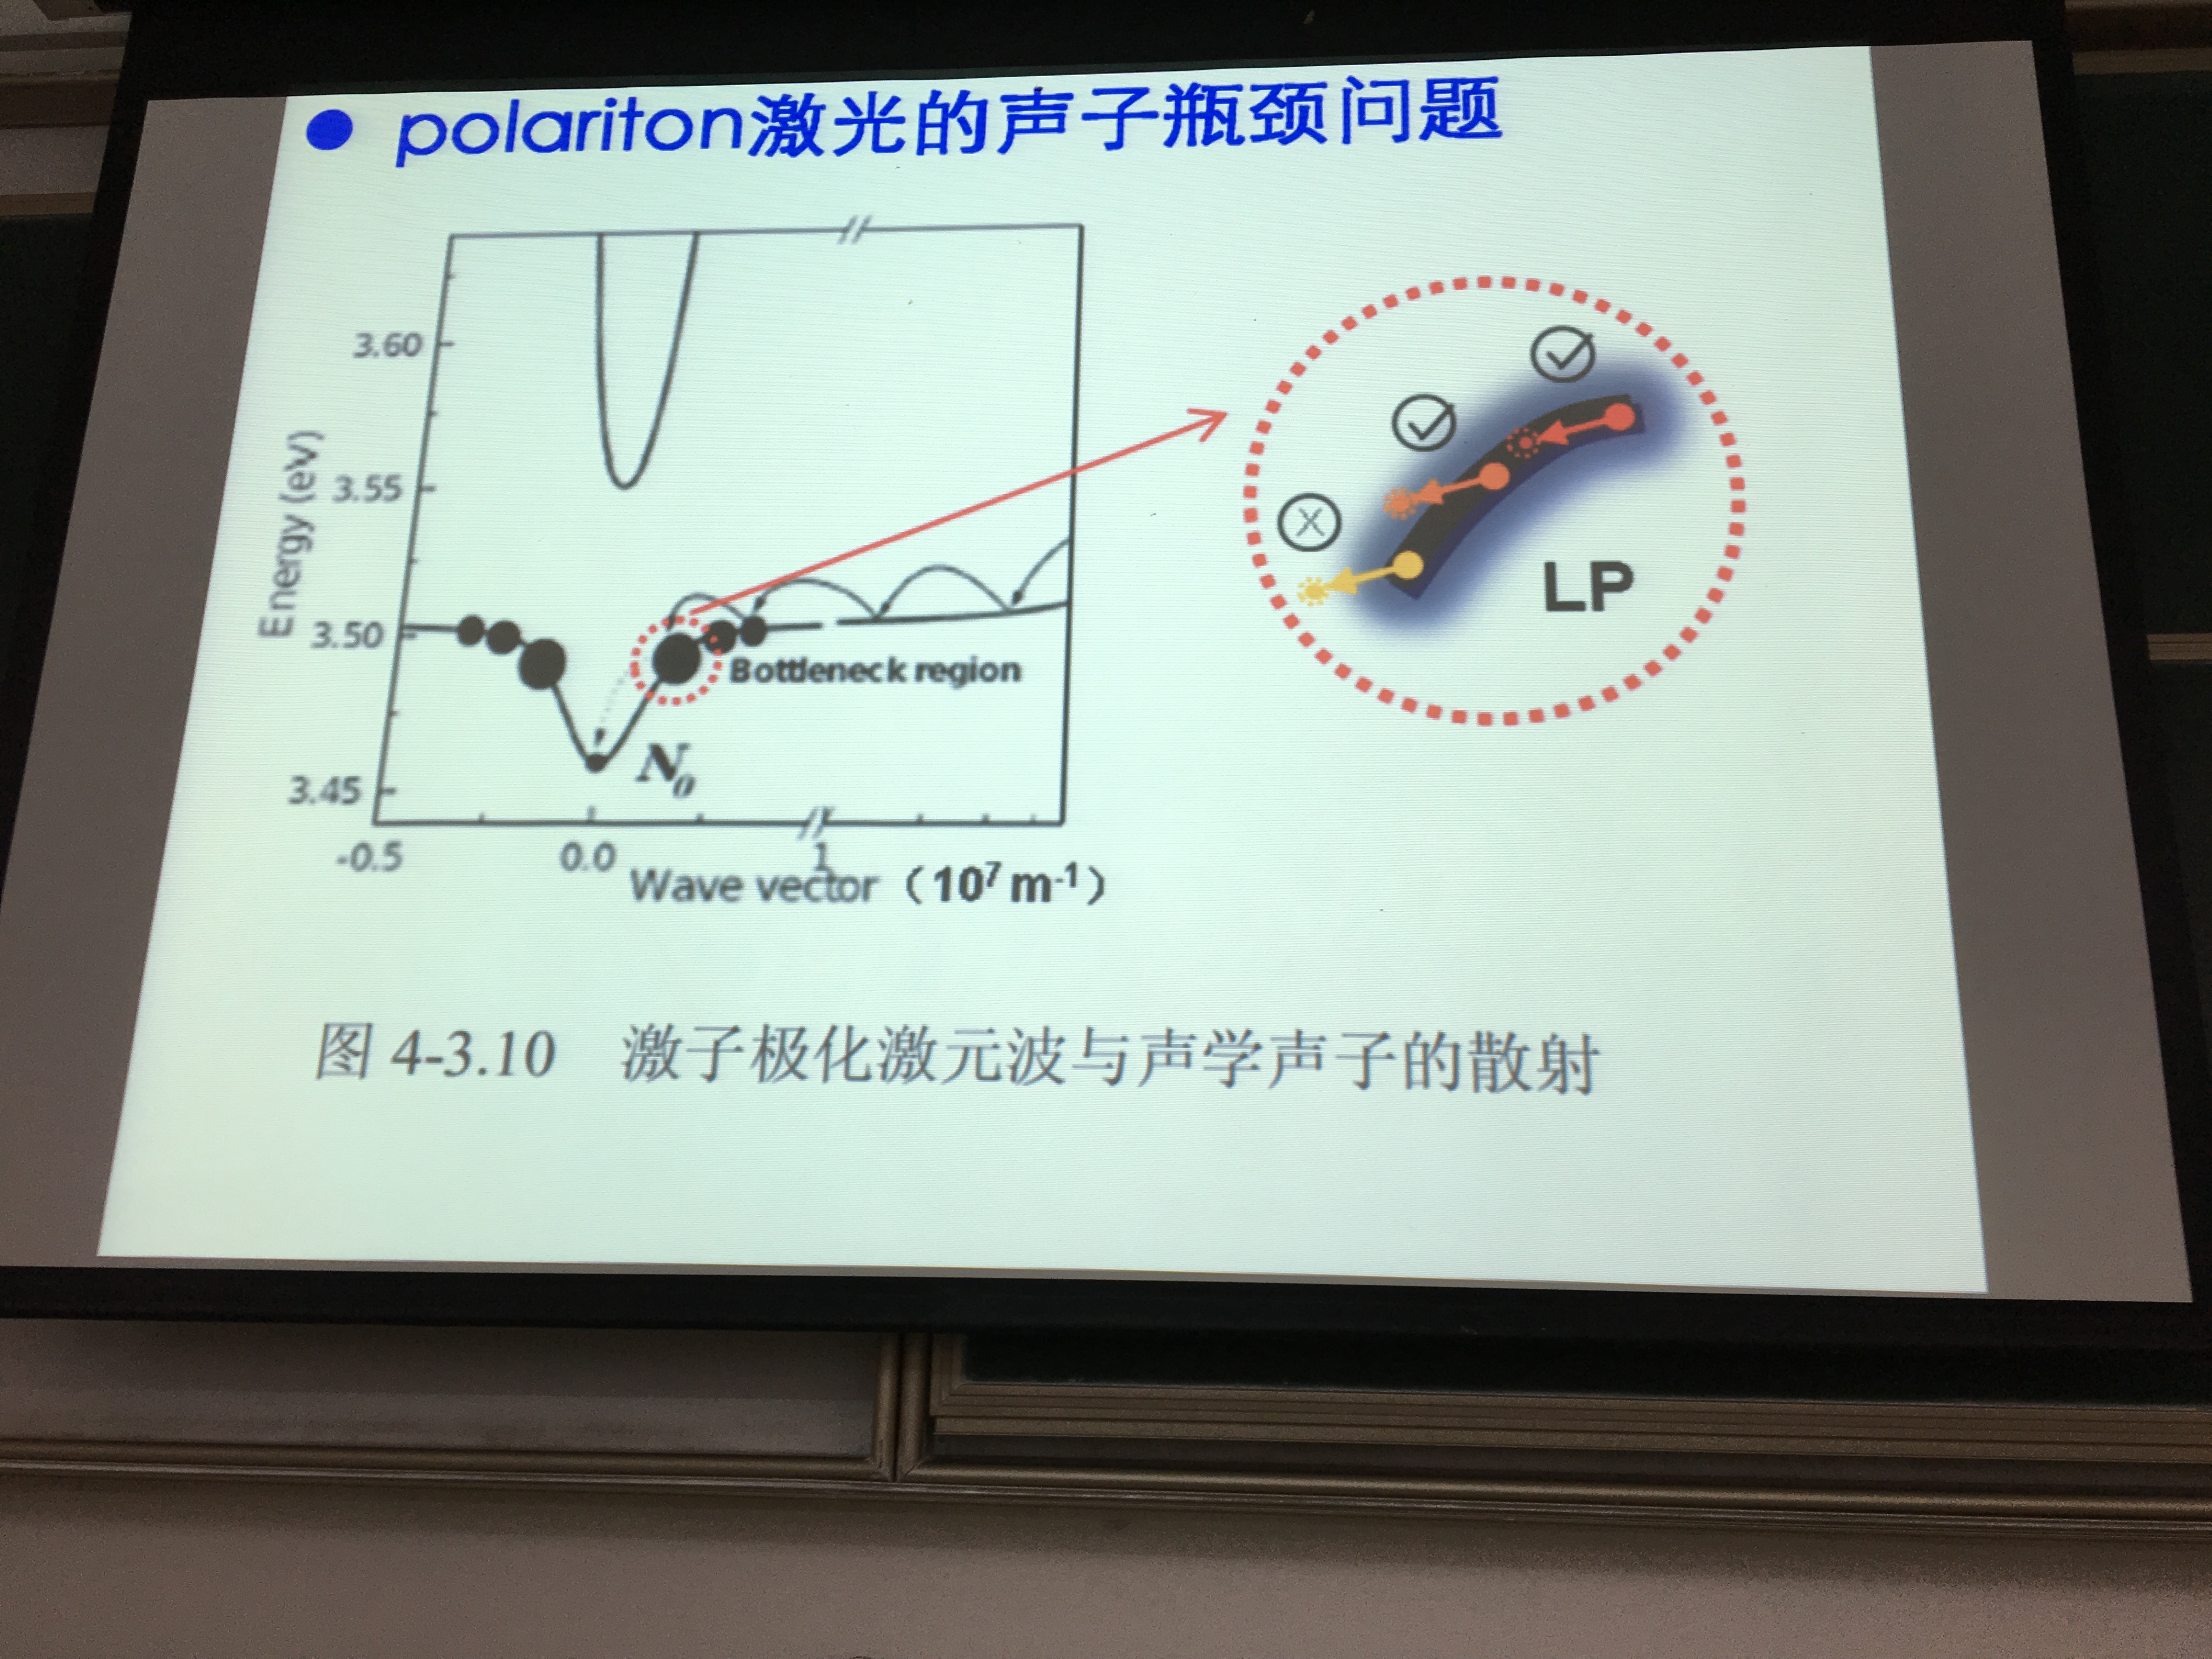 ● polariton激光的声子瓶颈问题
3.60
3.55
3.50
3.45
Energy (eV)
-0.5
0.0
1
Wave vector（10⁷ m⁻¹）
Bottleneck region
N₀
LP
图 4-3.10 激子极化激元波与声学声子的散射